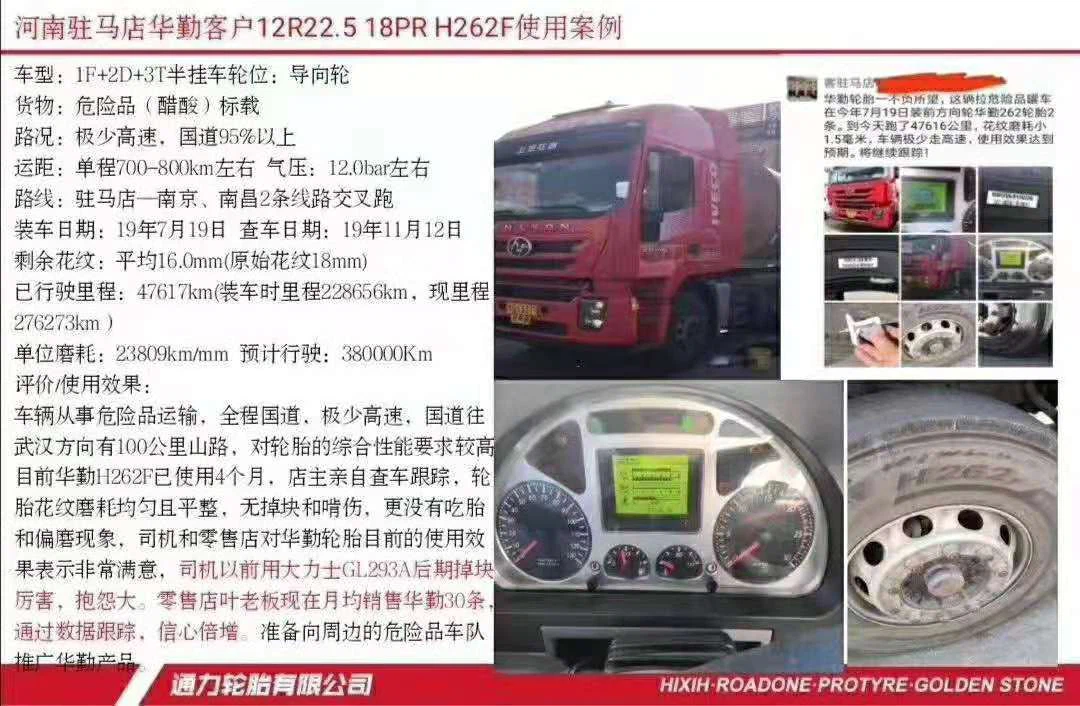 河南驻马店华勤客户12R22.5 18PR H262F使用案例
车型：1F+2D+3T半挂车轮位：导向轮
货物：危险品（醋酸）标载
路况：极少高速，国道95%以上
运距：单程700-800km左右 气压：12.0bar左右
路线：驻马店—南京、南昌2条线路交叉跑
装车日期：19年7月19日 查车日期：19年11月12日
剩余花纹：平均16.0mm(原始花纹18mm)
已行驶里程：47617km(装车时里程228656km，现里程
276273km）
单位磨耗：23809km/mm 预计行驶：380000Km
评价/使用效果：
车辆从事危险品运输，全程国道，极少高速，国道往
武汉方向有100公里山路，对轮胎的综合性能要求较高
目前华勤H262F已使用4个月，店主亲自查车跟踪，轮
胎花纹磨耗均匀且平整，无掉块和啃伤，更没有吃胎
和偏磨现象，司机和零售店对华勤轮胎目前的使用效
果表示非常满意，司机以前用大力士GL293A后期掉块
厉害，抱怨大。零售店叶老板现在月均销售华勤30条，
通过数据跟踪，信心倍增。准备向周边的危险品车队
推广华勤产品。
客驻马店
华勤轮胎一不负所望，这辆拉危险品罐车
在今年7月19日装前方向轮华勤262轮胎2
条。到今天跑了47616公里，花纹磨耗小
1.5毫米，车辆极少走高速，使用效果达到
预期。将继续跟踪！
IVECO
H262
通力轮胎有限公司
HIXIH·ROADONE·PROTYRE·GOLDEN STONE